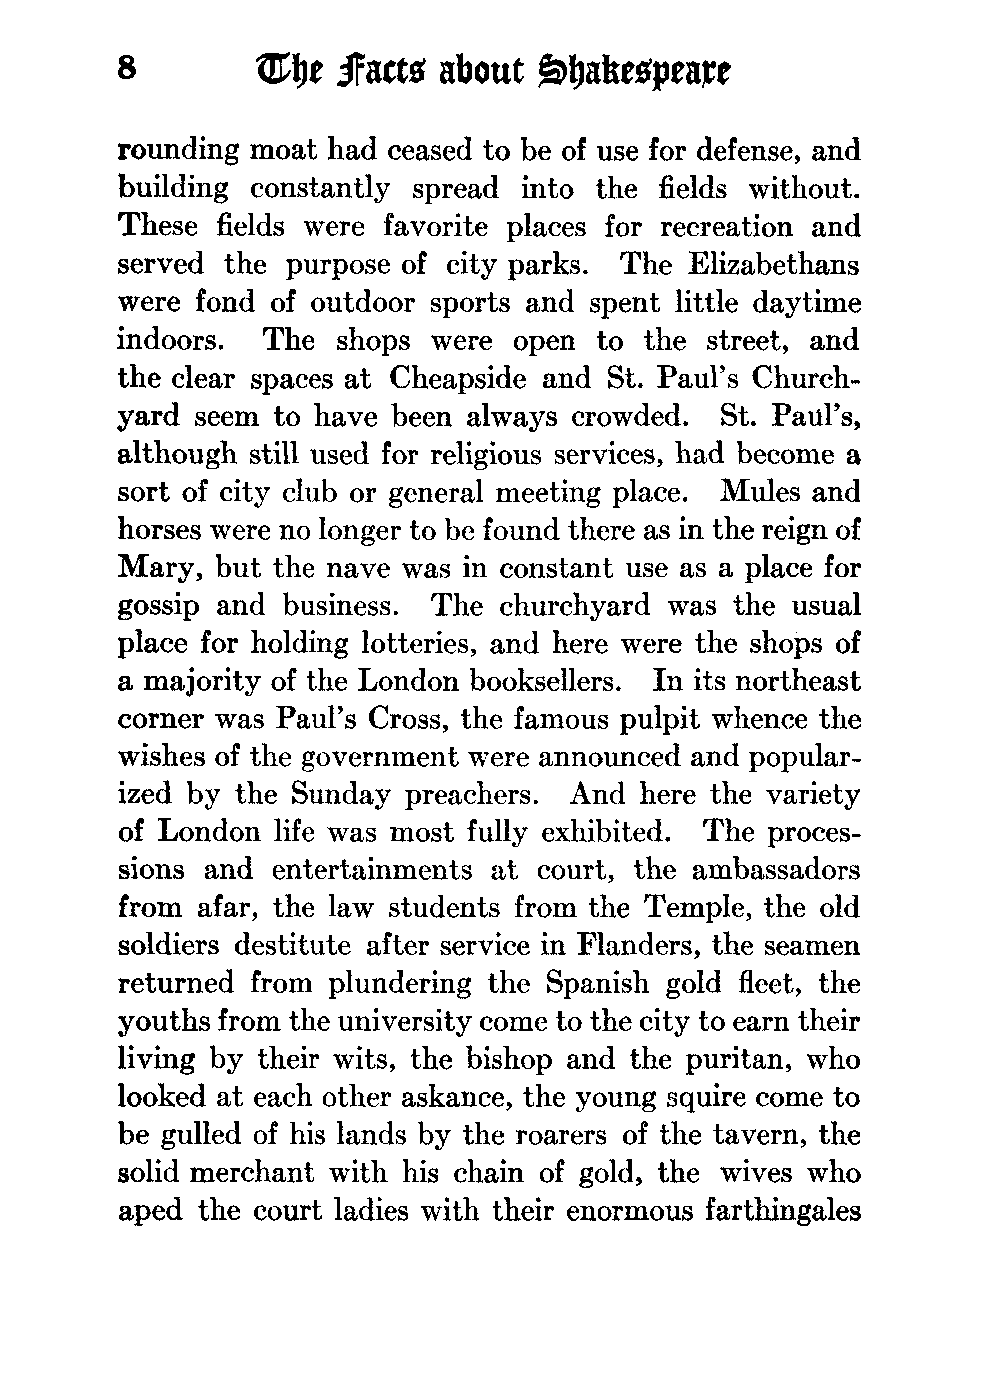 8 The Facts about Shakespeare
rounding moat had ceased to be of use for defense, and
building constantly spread into the fields without.
These fields were favorite places for recreation and
served the purpose of city parks. The Elizabethans
were fond of outdoor sports and spent little daytime
indoors. The shops were open to the street, and
the clear spaces at Cheapside and St. Paul's Church-
yard seem to have been always crowded. St. Paul's,
although still used for religious services, had become a
sort of city club or general meeting place. Mules and
horses were no longer to be found there as in the reign of
Mary, but the nave was in constant use as a place for
gossip and business. The churchyard was the usual
place for holding lotteries, and here were the shops of
a majority of the London booksellers. In its northeast
corner was Paul's Cross, the famous pulpit whence the
wishes of the government were announced and popular-
ized by the Sunday preachers. And here the variety
of London life was most fully exhibited. The proces-
sions and entertainments at court, the ambassadors
from afar, the law students from the Temple, the old
soldiers destitute after service in Flanders, the seamen
returned from plundering the Spanish gold fleet, the
youths from the university come to the city to earn their
living by their wits, the bishop and the puritan, who
looked at each other askance, the young squire come to
be gulled of his lands by the roarers of the tavern, the
solid merchant with his chain of gold, the wives who
aped the court ladies with their enormous farthingales